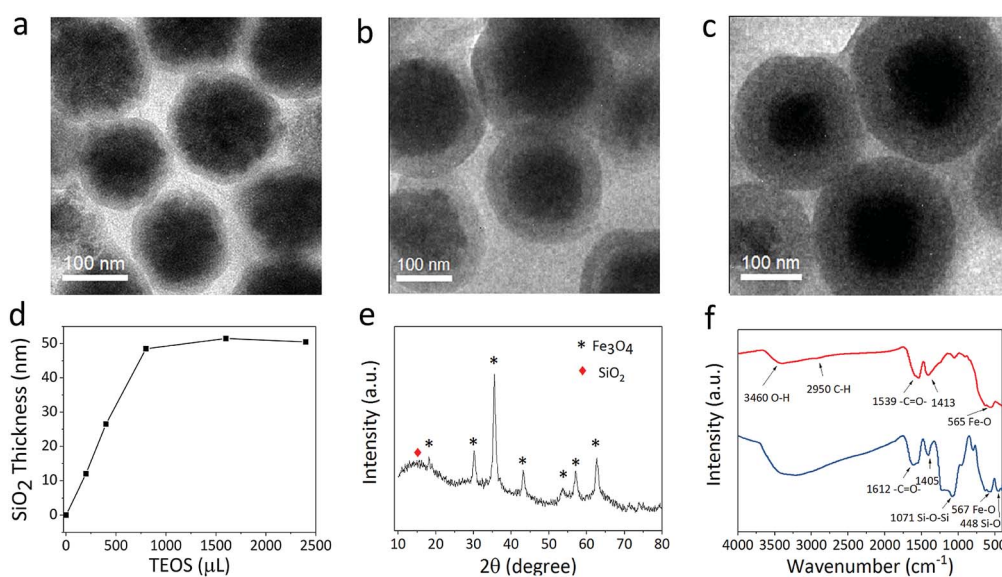 a
b
c
100 nm
100 nm
100 nm
d
SiO2 Thickness (nm)
50
40
30
20
10
0
0 500 1000 1500 2000 2500
TEOS (μL)
e
Intensity (a.u.)
* Fe3O4
♦ SiO2
* * * * * * *
10 20 30 40 50 60 70 80
2θ (degree)
f
Intensity (a.u.)
3460 O-H
2950 C-H
1539 -C=O-
1413
565 Fe-O
1612 -C=O-
1405
1071 Si-O-Si
567 Fe-O
448 Si-O
4000 3500 3000 2500 2000 1500 1000 500
Wavenumber (cm-1)